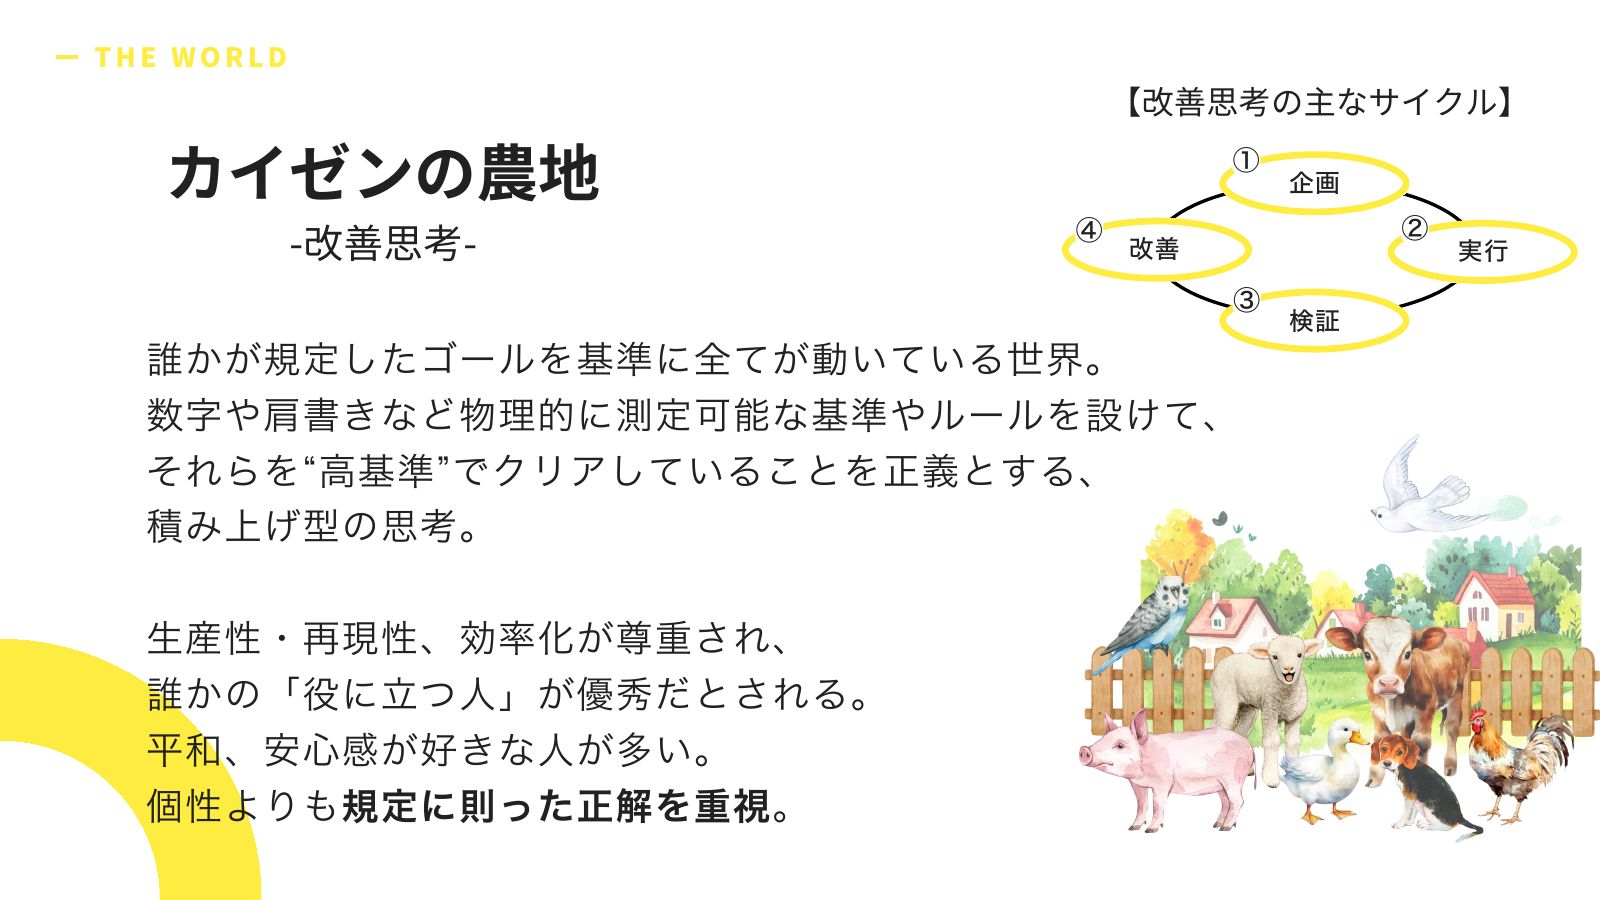 — THE WORLD
カイゼンの農地
-改善思考-
【改善思考の主なサイクル】
①
企画
②
実行
③
検証
④
改善
誰かが規定したゴールを基準に全てが動いている世界。
数字や肩書きなど物理的に測定可能な基準やルールを設けて、
それらを“高基準”でクリアしていることを正義とする、
積み上げ型の思考。
生産性・再現性、効率化が尊重され、
誰かの「役に立つ人」が優秀だとされる。
平和、安心感が好きな人が多い。
個性よりも規定に則った正解を重視。